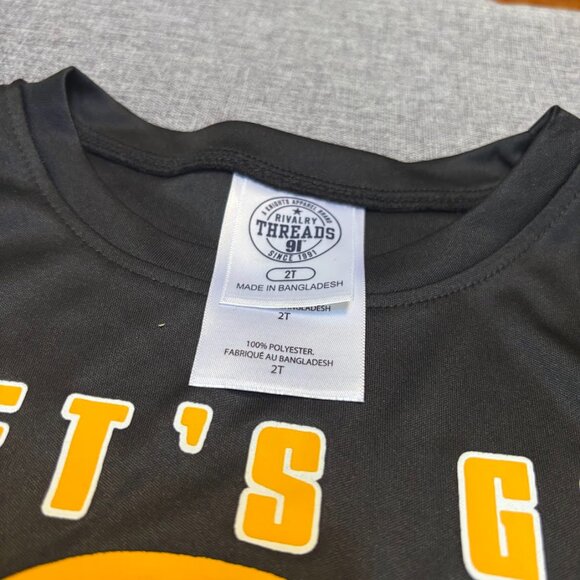 A KNIGHTS APPAREL BRAND
RIVALRY
THREADS
91
SINCE 1991
2T
MADE IN BANGLADESH
BANGLADESH
2T
100% POLYESTER.
FABRIQUÉ AU BANGLADESH
2T
ET'S G